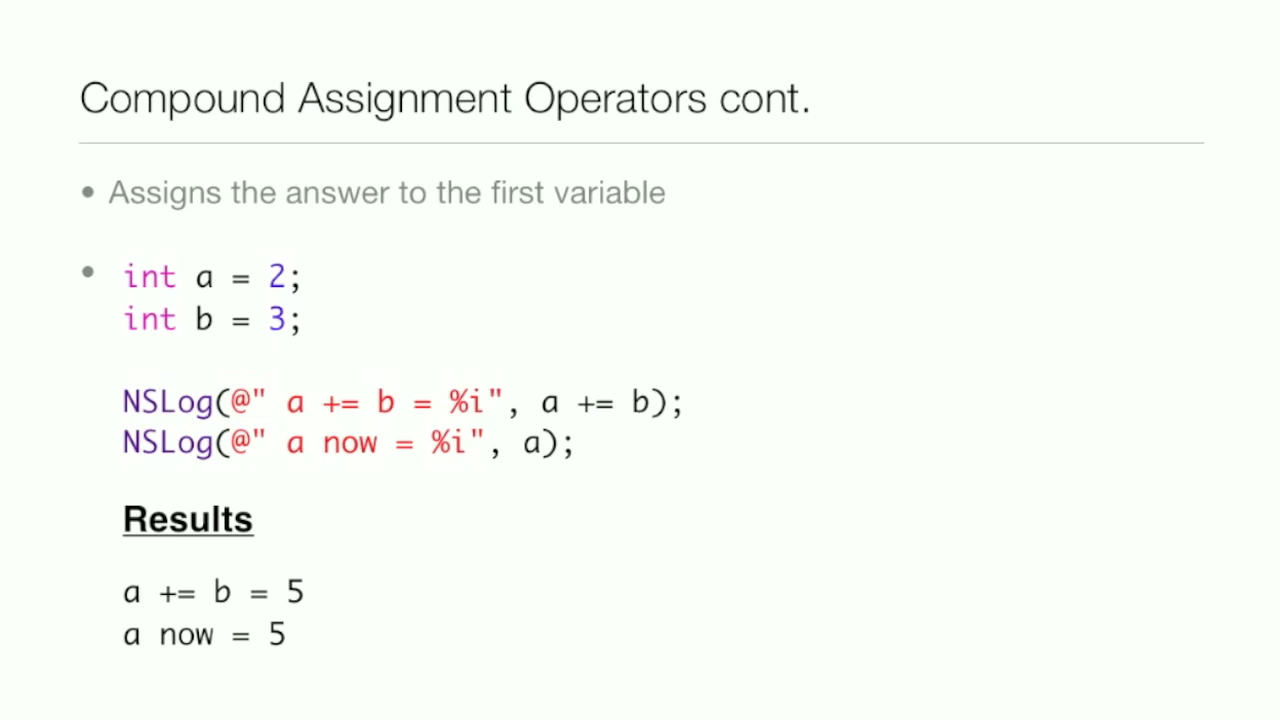 Compound Assignment Operators cont.
• Assigns the answer to the first variable
• int a = 2;
int b = 3;
NSLog(@" a += b = %i", a += b);
NSLog(@" a now = %i", a);
Results
a += b = 5
a now = 5